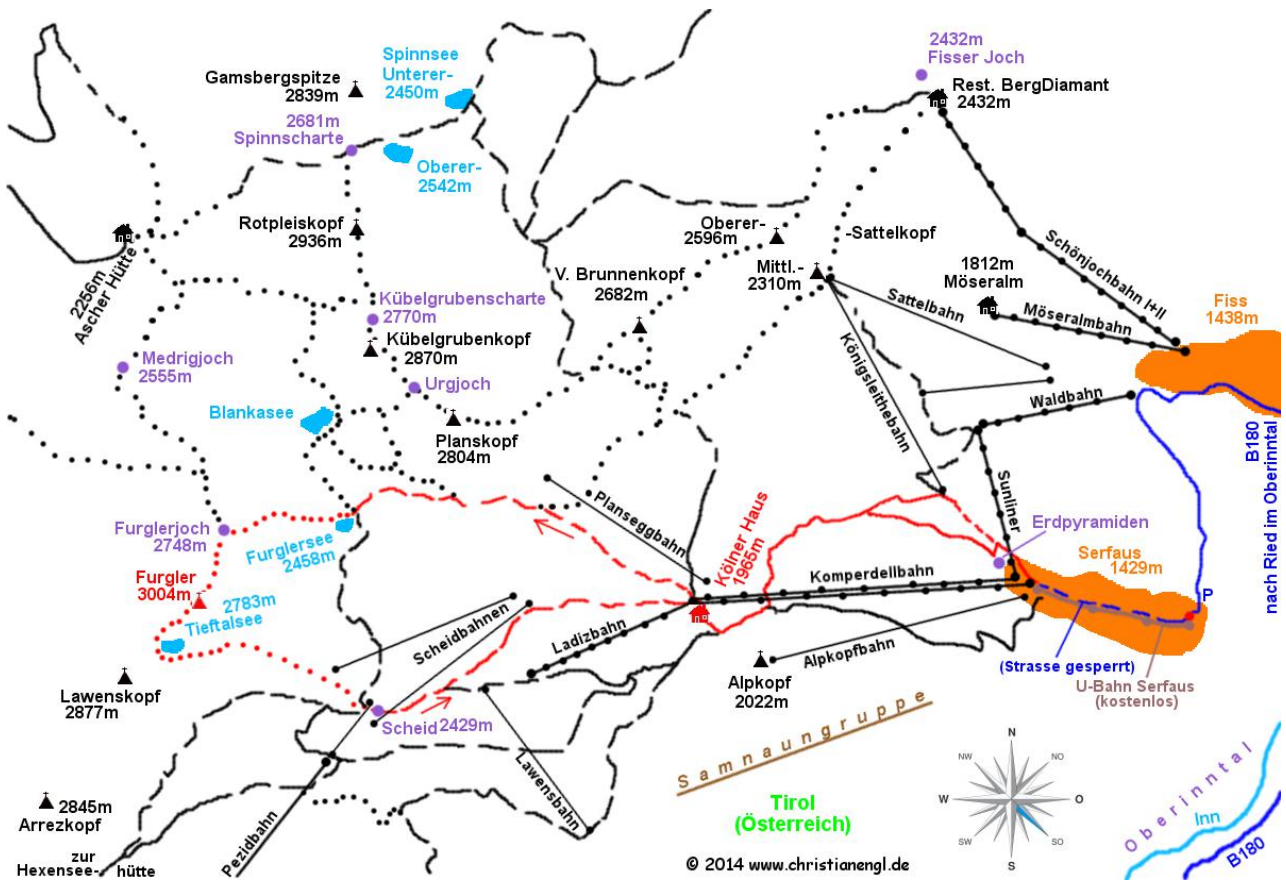 Gamsbergspitze
2839m
Spinnsee
Unterer-
2450m
2432m
Fisser Joch
Rest. BergDiamant
2432m
2681m
Spinnscharte
Oberer-
2542m
Rotpleiskopf
2936m
Oberer-
2596m
-Sattelkopf
Mittl.-
2310m
V. Brunnenkopf
2682m
1812m
Möseralm
Schönjochbahn I+II
Sattelbahn
Möseralmbahn
Fiss
1438m
2256m
Ascher Hütte
Kübelgrubenscharte
2770m
Kübelgrubenkopf
2870m
Königsleithebahn
Medrigjoch
2555m
Urgjoch
Blankasee
Planskopf
2804m
Waldbahn
B180
nach Ried im Oberinntal
Sunliner
Planseggbahn
Kölner Haus
1965m
Erdpyramiden
Furglerjoch
2748m
Furglersee
2458m
Serfaus
1429m
Komperdellbahn
Furgler
3004m
2783m
Tieftalsee
P
Scheidbahnen
Ladizbahn
Alpkopfbahn
(Strasse gesperrt)
U-Bahn Serfaus
(kostenlos)
Lawenskopf
2877m
Alpkopf
2022m
Scheid 2429m
Samnaungruppe
Lawensbahn
N
NW
NO
W
O
SW
SO
S
Oberinntal
Inn
B180
2845m
Arrezkopf
Tirol
(Österreich)
Pezidbahn
zur
Hexensee-hütte
© 2014 www.christianengl.de